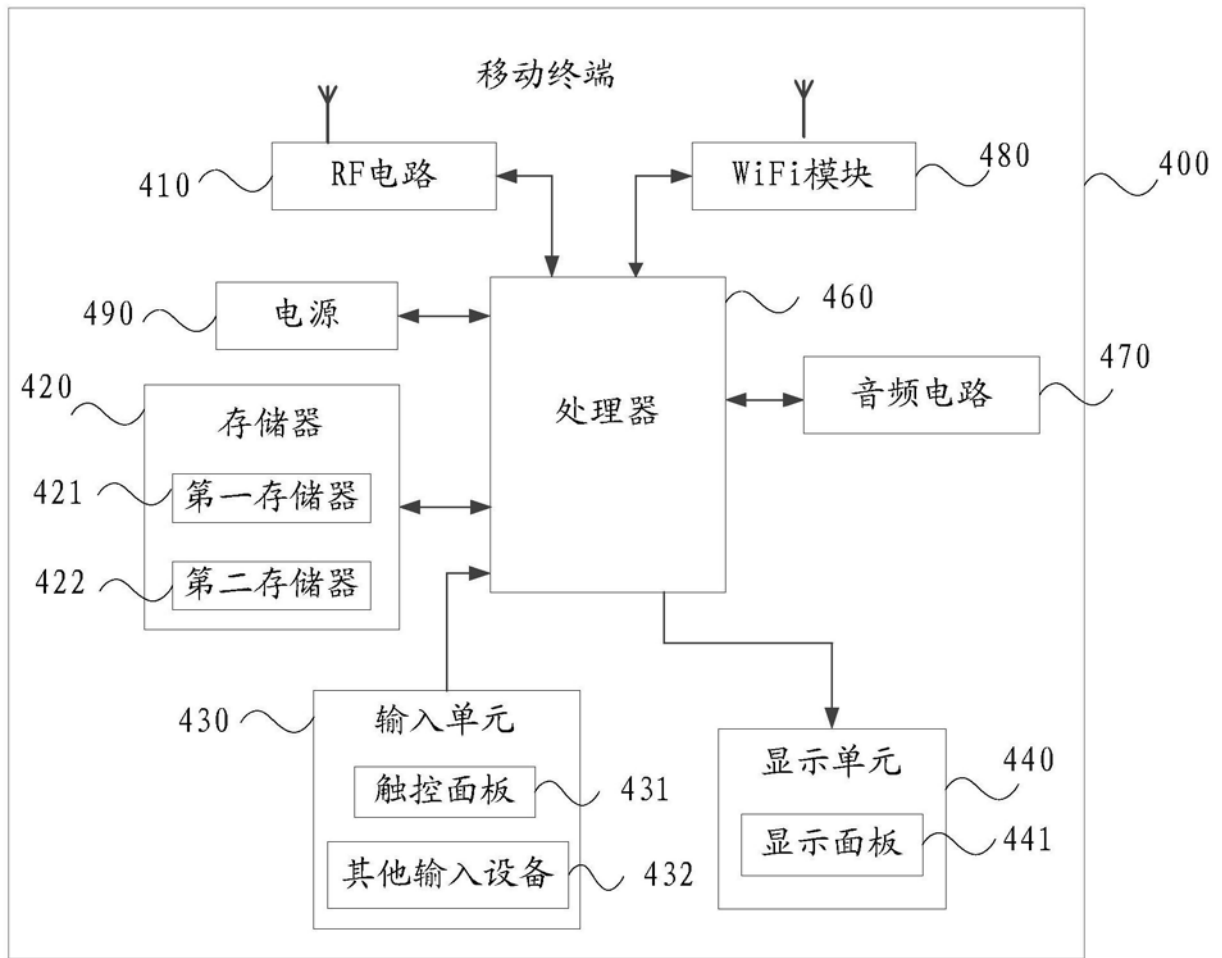 移动终端
410
RF电路
WiFi模块
480
400
490
电源
460
处理器
470
音频电路
420
存储器
421
第一存储器
422
第二存储器
430
输入单元
触控面板
431
其他输入设备
432
显示单元
440
显示面板
441